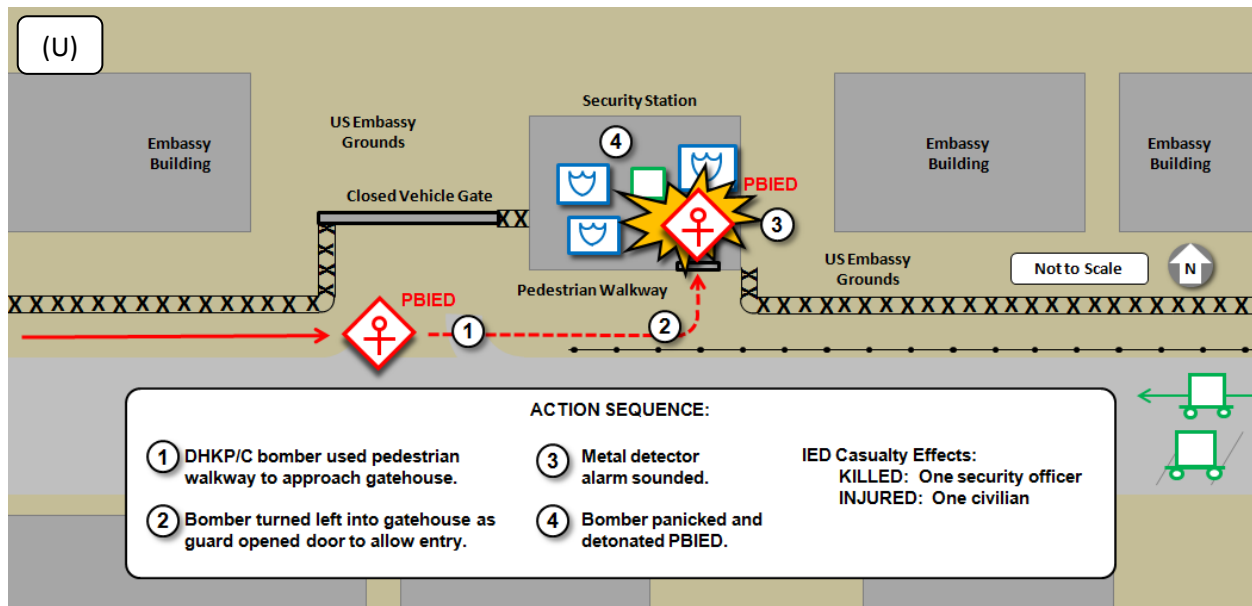 (U)
Security Station
US Embassy
Grounds
Embassy
Building
4
Embassy
Building
Embassy
Building
PBIED
Closed Vehicle Gate
3
US Embassy
Grounds
Not to Scale
N
Pedestrian Walkway
PBIED
1
2
ACTION SEQUENCE:
1 DHKP/C bomber used pedestrian
walkway to approach gatehouse.
2 Bomber turned left into gatehouse as
guard opened door to allow entry.
3 Metal detector
alarm sounded.
4 Bomber panicked and
detonated PBIED.
IED Casualty Effects:
KILLED: One security officer
INJURED: One civilian